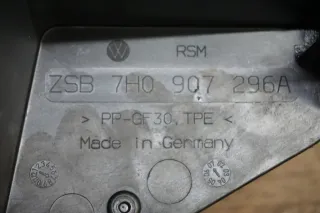 RSM
ZSB 7H0 907 296A
> PP-GF30, TPE <
Made in Germany